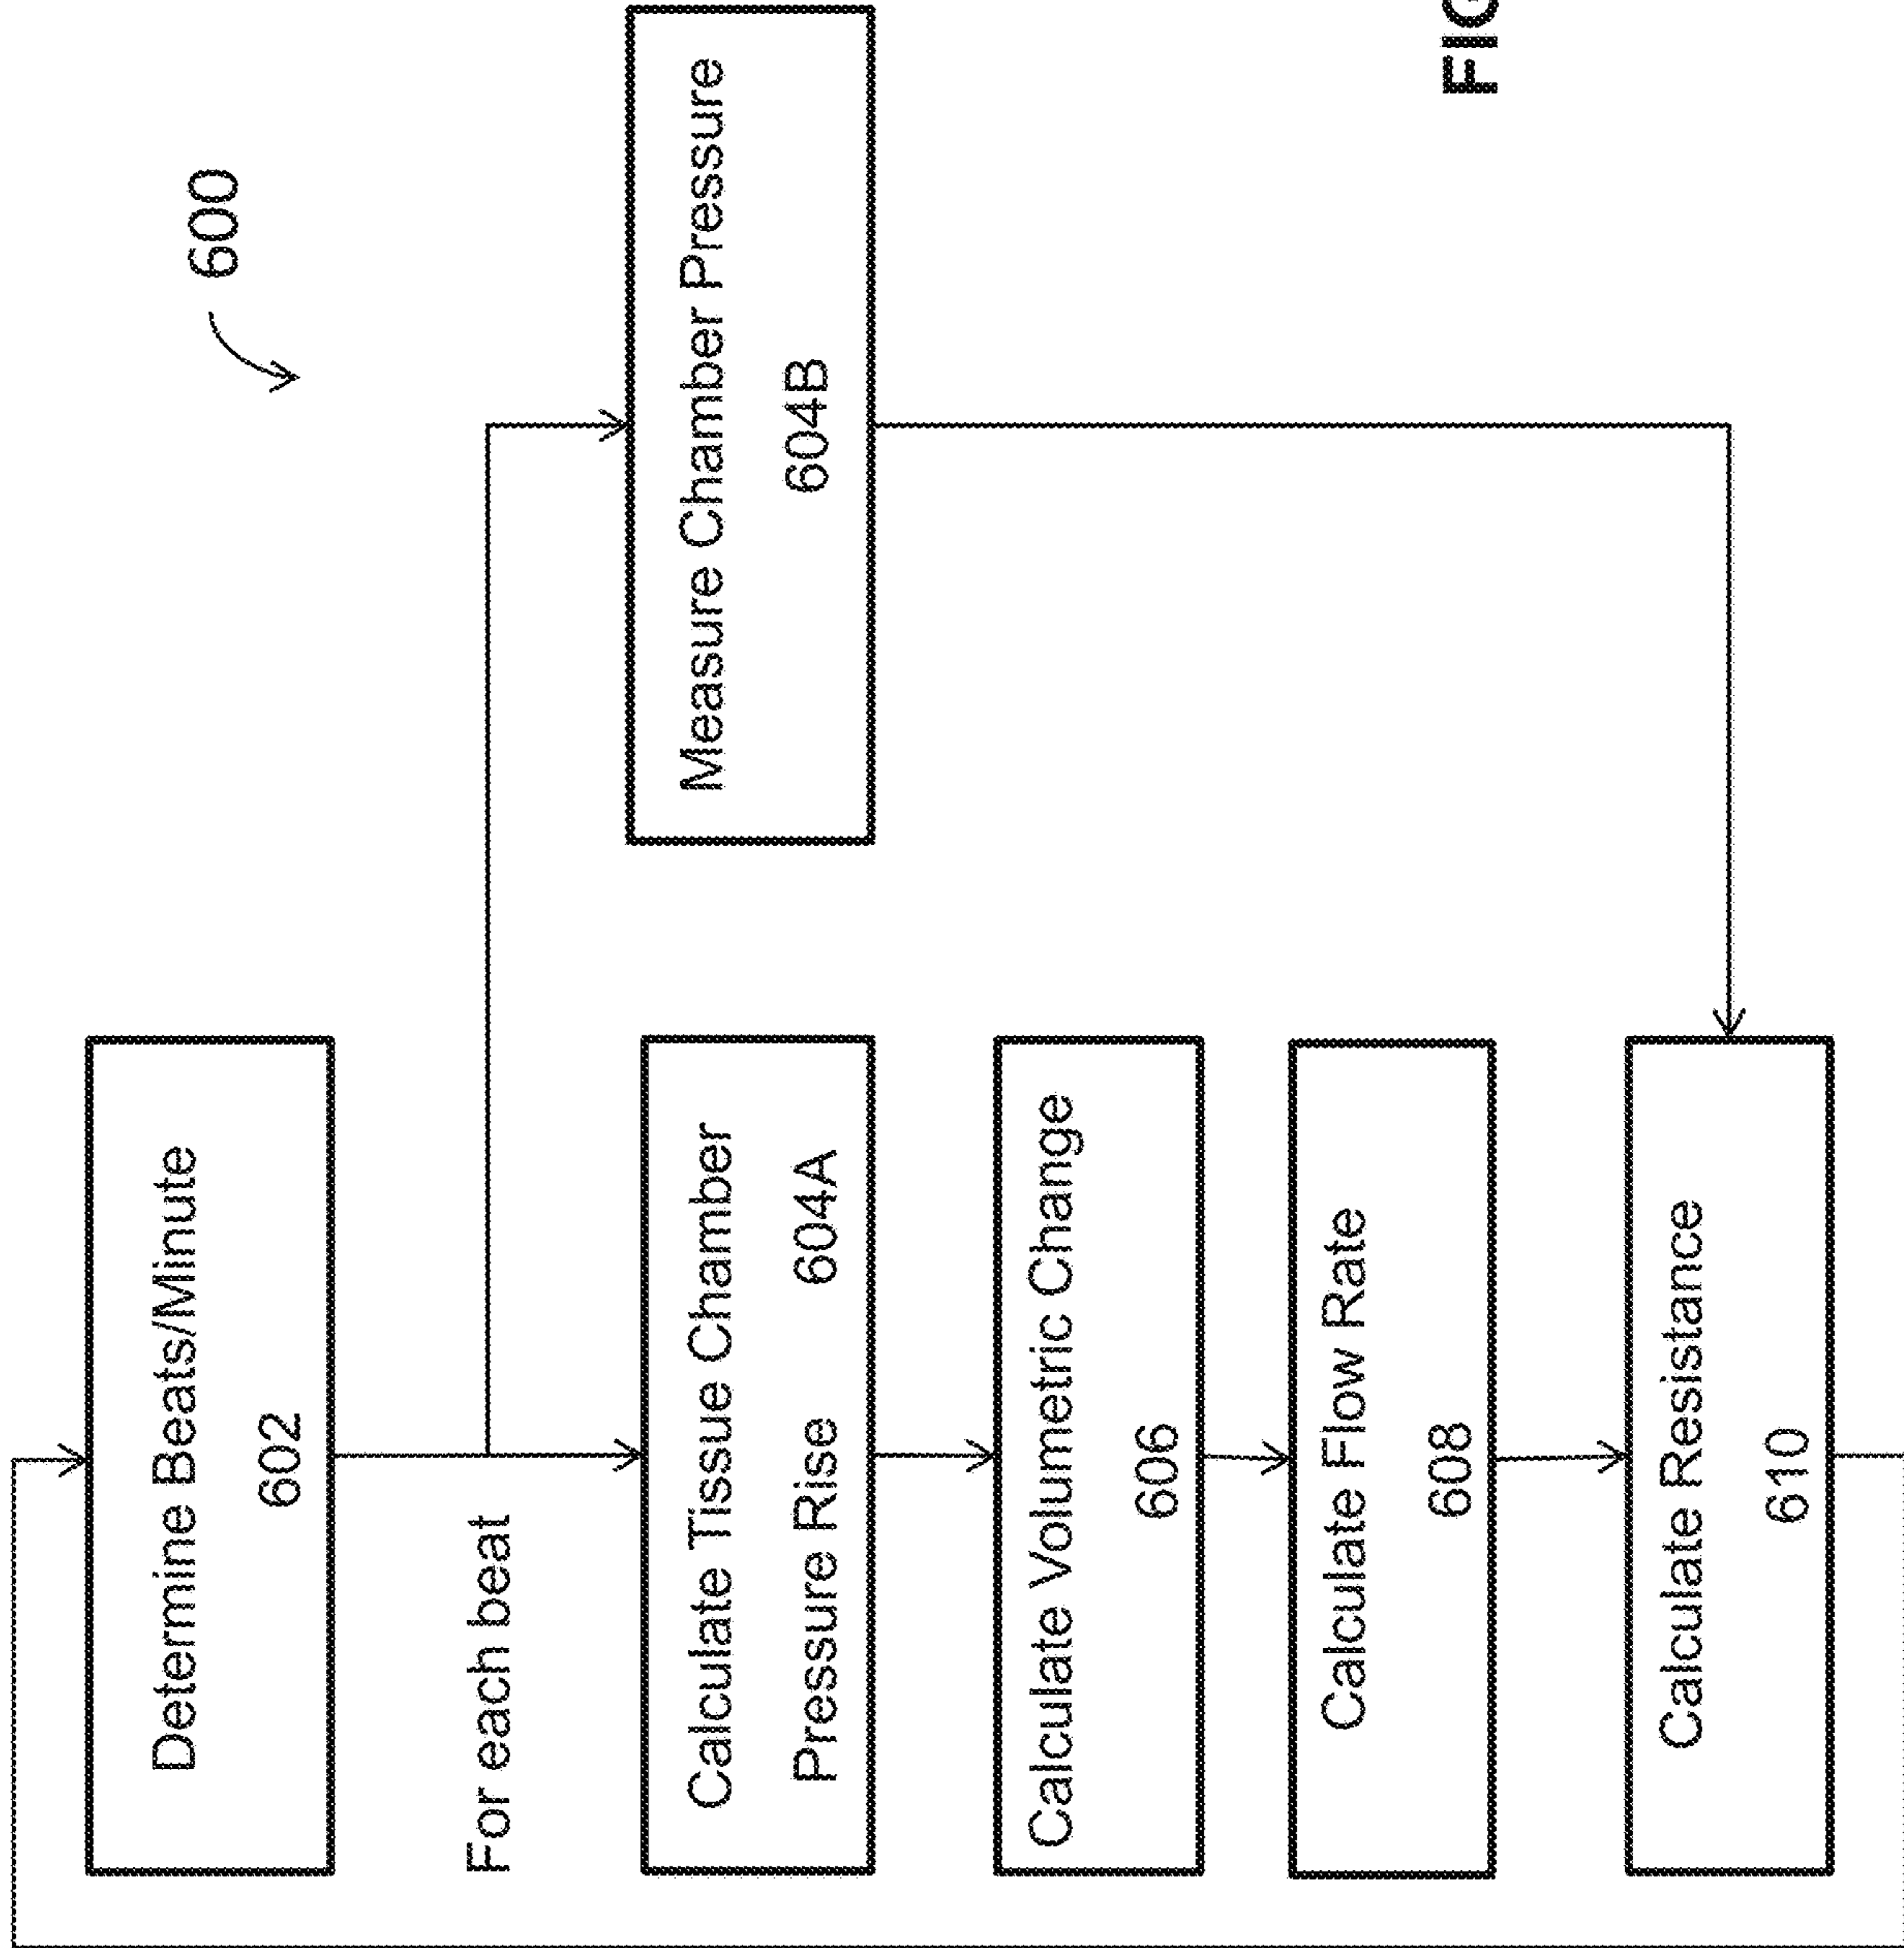 600
Determine Beats/Minute
602
For each beat
Calculate Tissue Chamber
Pressure Rise 604A
Measure Chamber Pressure
604B
Calculate Volumetric Change
606
Calculate Flow Rate
608
Calculate Resistance
610